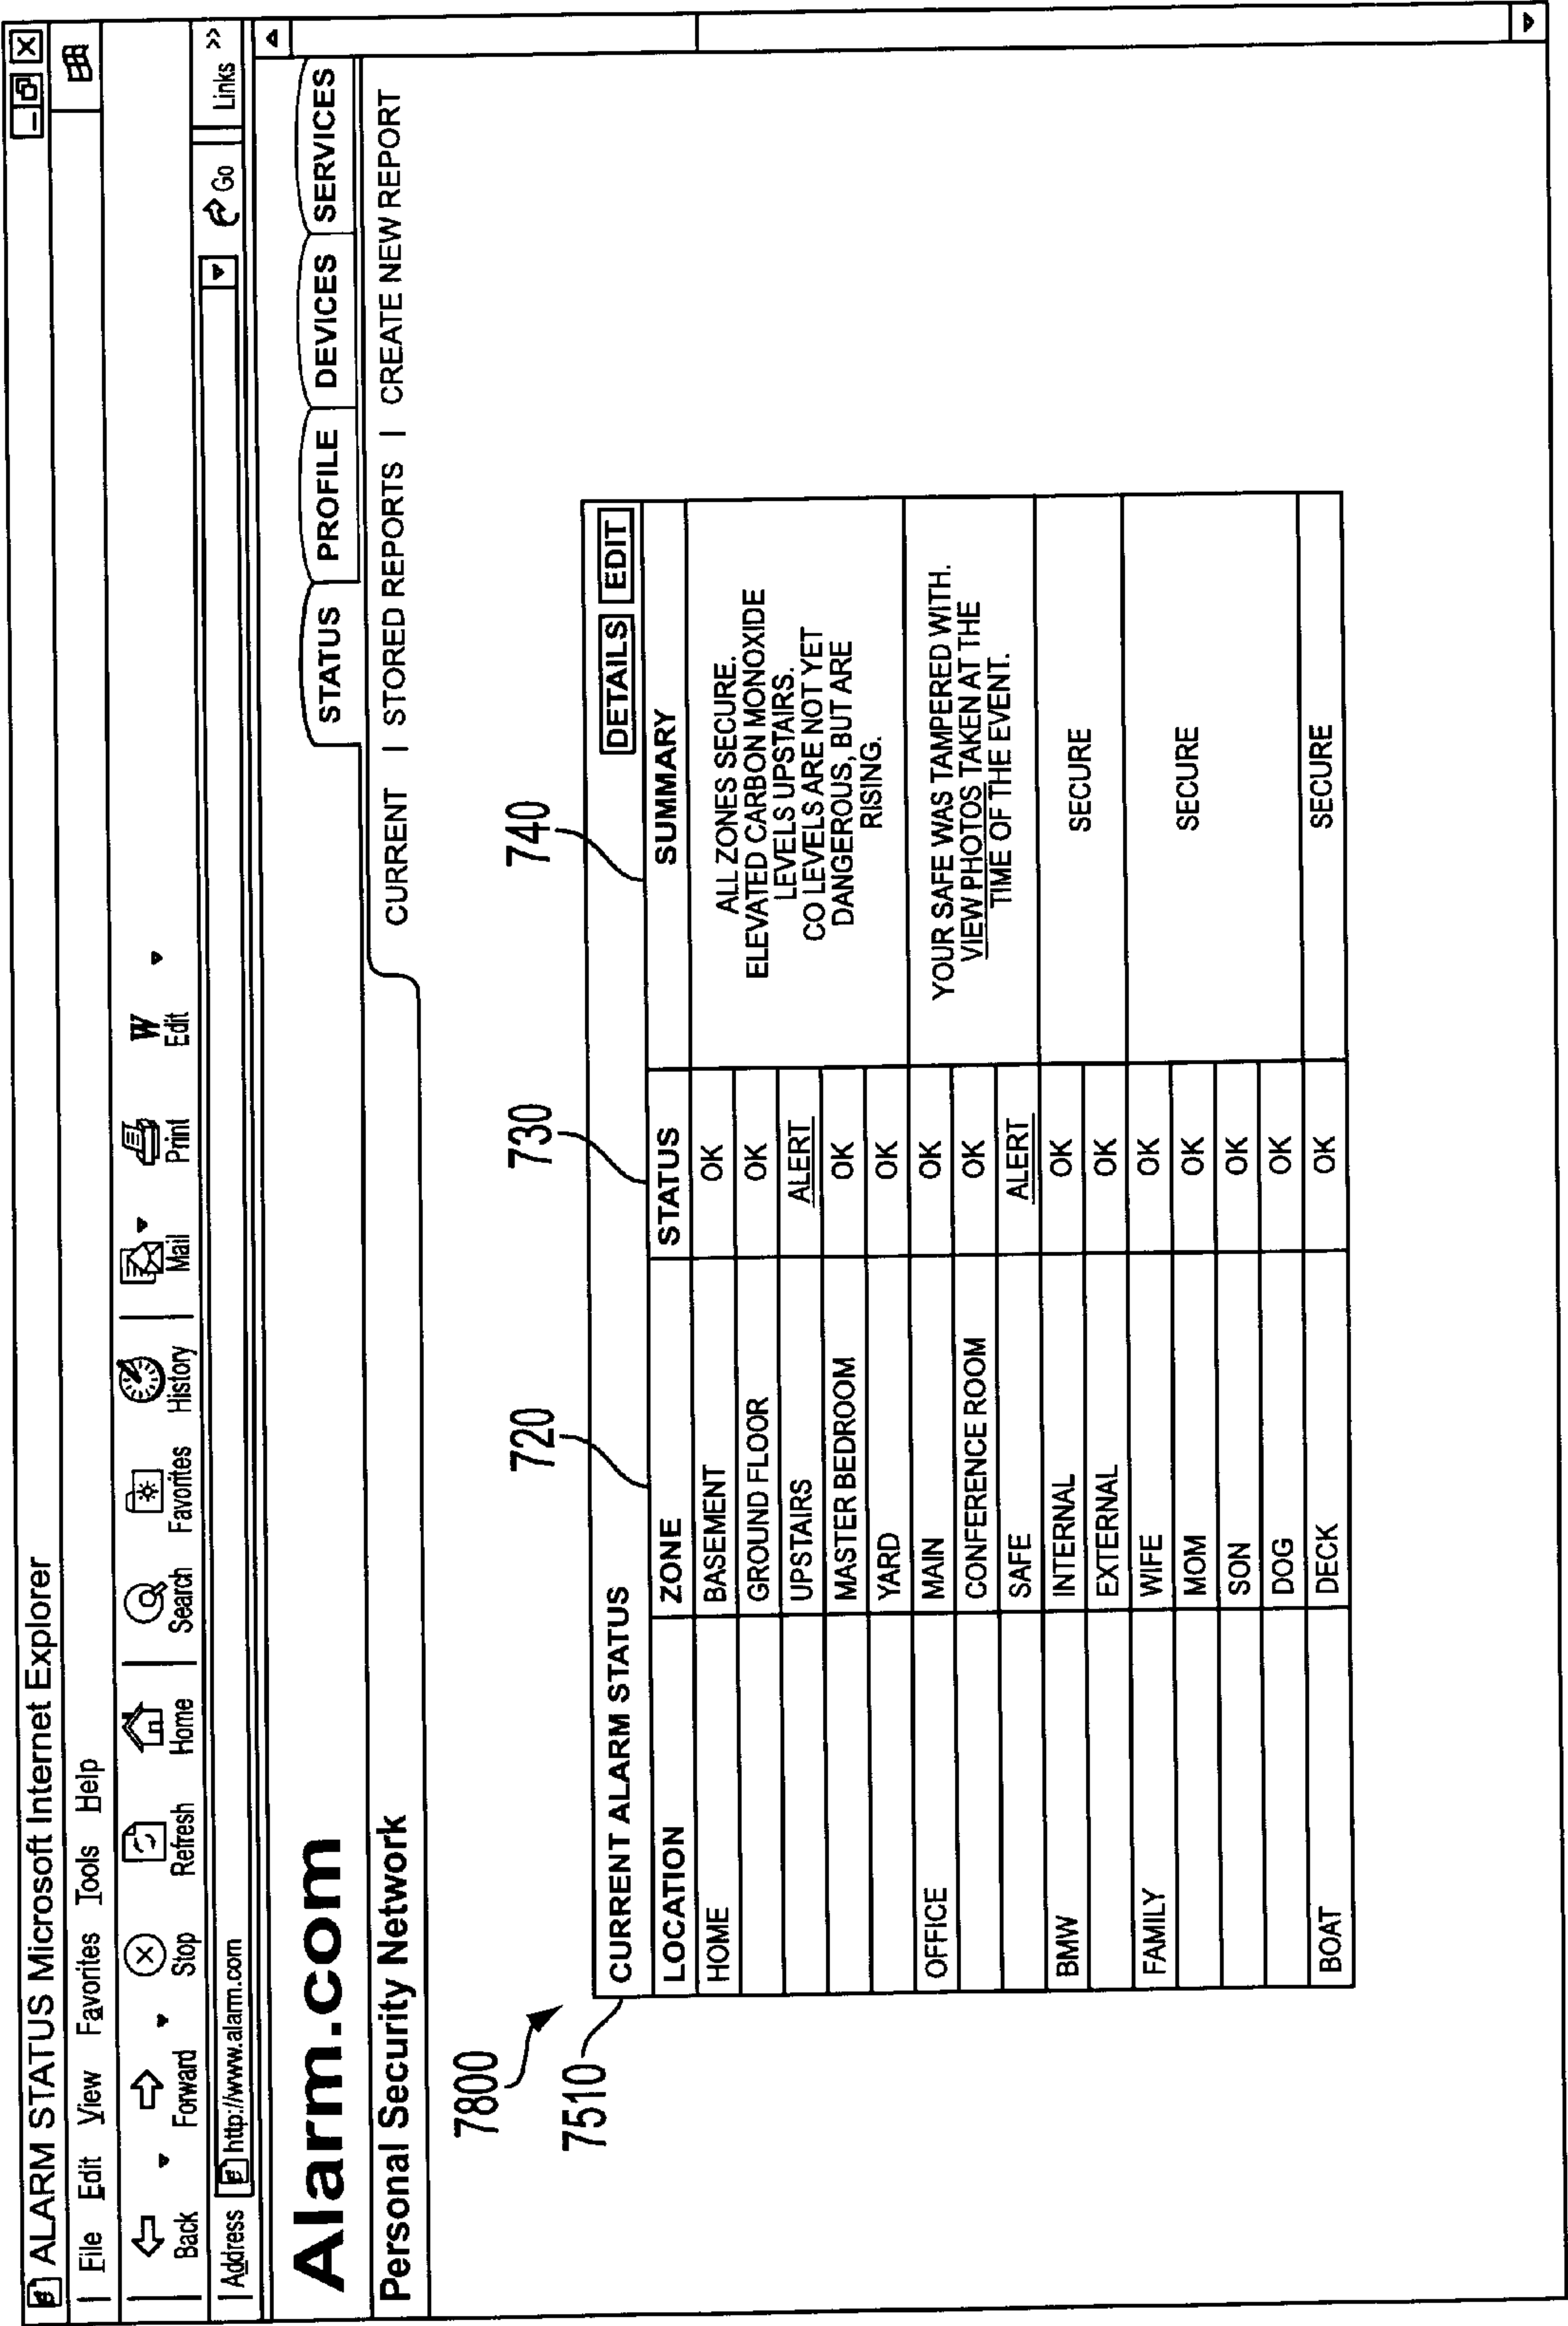 ALARM STATUS Microsoft Internet Explorer
File Edit View Favorites Tools Help
Back Forward Stop Refresh Home Search Favorites History Mail Print Edit
Address http://www.alarm.com Go Links >>
Alarm.com
STATUS PROFILE DEVICES SERVICES
Personal Security Network
CURRENT | STORED REPORTS | CREATE NEW REPORT
7800
7510
720
730
740
CURRENT ALARM STATUS DETAILS EDIT
LOCATION ZONE STATUS SUMMARY
HOME BASEMENT OK
GROUND FLOOR OK
UPSTAIRS ALERT
MASTER BEDROOM OK
YARD OK
ALL ZONES SECURE.
ELEVATED CARBON MONOXIDE
LEVELS UPSTAIRS.
CO LEVELS ARE NOT YET
DANGEROUS, BUT ARE
RISING.
OFFICE MAIN OK
CONFERENCE ROOM OK
SAFE ALERT
YOUR SAFE WAS TAMPERED WITH.
VIEW PHOTOS TAKEN AT THE
TIME OF THE EVENT.
BMW INTERNAL OK
EXTERNAL OK
SECURE
FAMILY WIFE OK
MOM OK
SON OK
DOG OK
SECURE
BOAT DECK OK SECURE